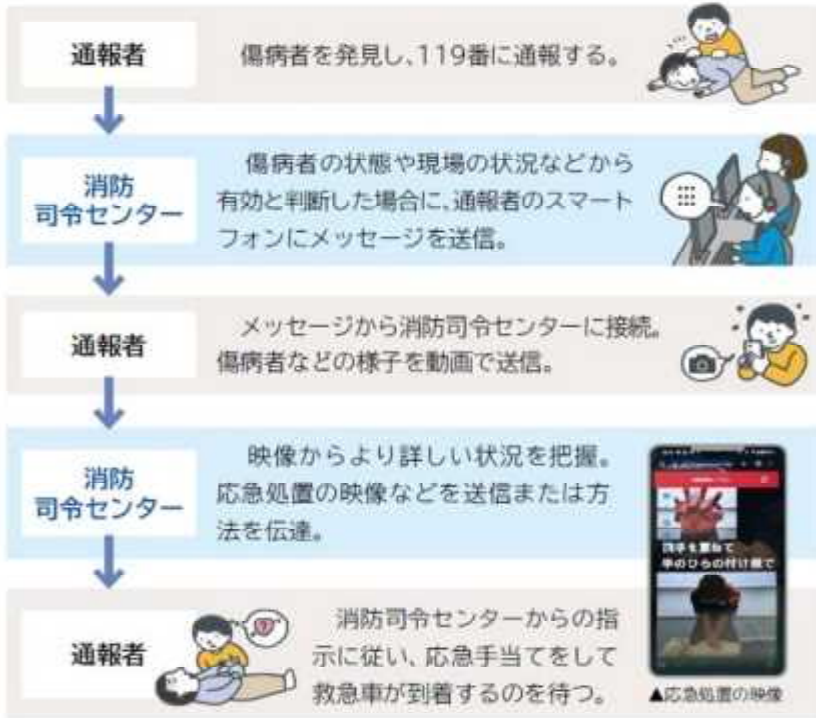 通報者
傷病者を発見し、119番に通報する。
消防
司令センター
傷病者の状態や現場の状況などから
有効と判断した場合に、通報者のスマート
フォンにメッセージを送信。
通報者
メッセージから消防司令センターに接続。
傷病者などの様子を動画で送信。
消防
司令センター
映像からより詳しい状況を把握。
応急処置の映像などを送信または方
法を伝達。
両手を重ねて
手のひらの付け根で
通報者
消防司令センターからの指
示に従い、応急手当てをして
救急車が到着するのを待つ。
▲応急処置の映像